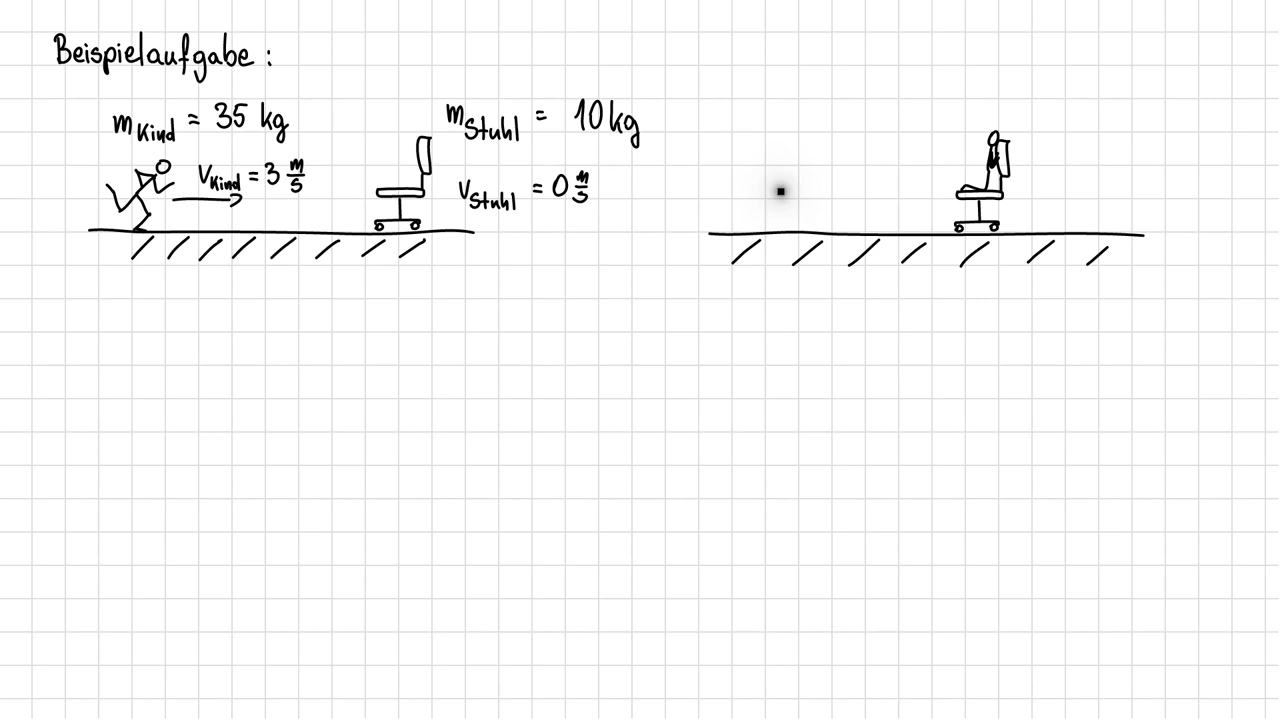 Beispielaufgabe:
m_Kind = 35 kg
m_Stuhl = 10 kg
v_Kind = 3 m/s
v_Stuhl = 0 m/s